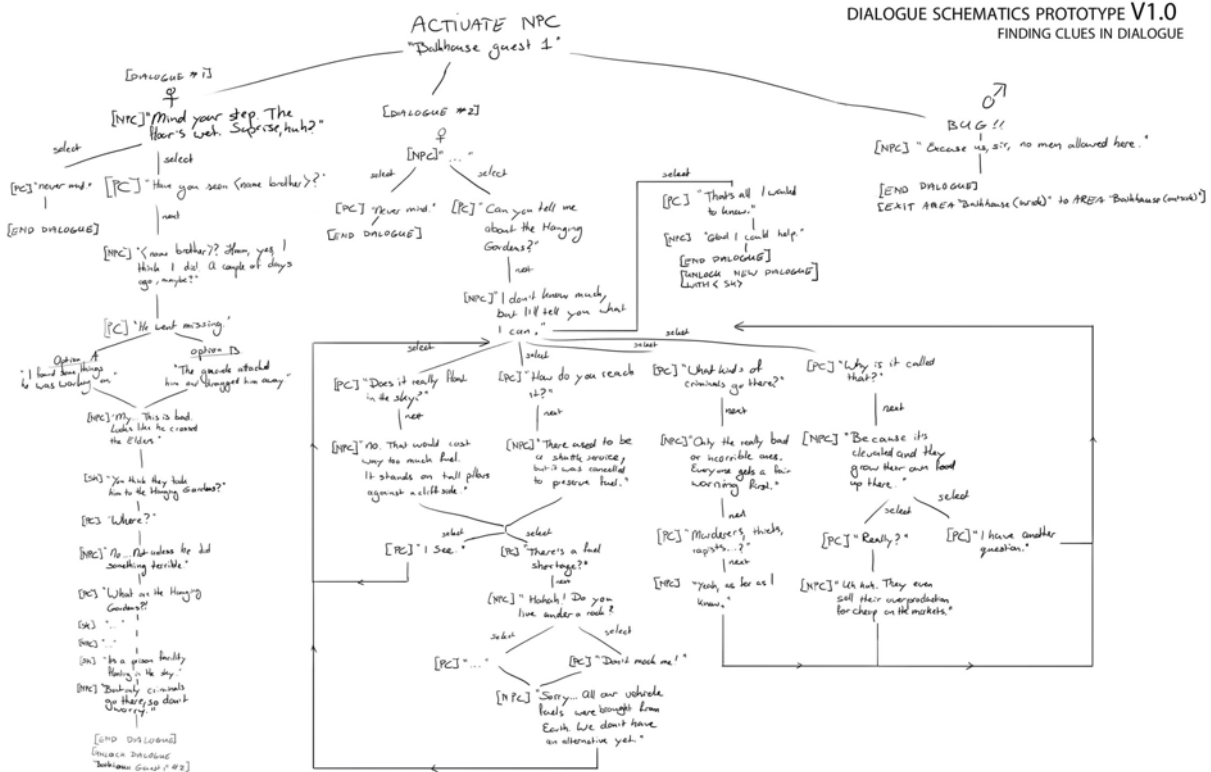 DIALOGUE SCHEMATICS PROTOTYPE V1.0
FINDING CLUES IN DIALOGUE
ACTIVATE NPC
"Bathhouse guest 1"
[DIALOGUE #1]
♀
[NPC] "Mind your step. The
floor's wet. Suprise, huh?"
select
select
[PC] "never mind."
[END DIALOGUE]
[PC] "Have you seen <name brother>?"
next
[NPC] "<name brother>? Hmm, yes I
think I did. A couple of days
ago, maybe?"
[PC] "He went missing."
Option A
"I found some things
he was working on"
option B
"The guards attacked
him and dragged him away"
[NPC] "My... This is bad.
Looks like he crossed
the Elders."
[SK] "You think they took
him to the Hanging Gardens?"
[PC] "Where?"
[NPC] "No... Not unless he did
something terrible."
[PC] "What are the Hanging
Gardens?"
[SK] "..."
[NPC] "..."
[SK] "Its a prison facility
floating in the sky."
[NPC] "But only criminals
go there, so don't
worry."
[END DIALOGUE]
[UNLOCK DIALOGUE
"Bathhouse Guest 1" #2]
[DIALOGUE #2]
♀
[NPC] "..."
select
select
[PC] "Never mind."
[END DIALOGUE]
[PC] "Can you tell me
about the Hanging
Gardens?"
next
[NPC] "I don't know much,
but I'll tell you what
I can."
select
[PC] "That's all I wanted
to know."
[NPC] "Glad I could help."
[END DIALOGUE]
[UNLOCK NEW DIALOGUE]
WITH <SK>
select
[PC] "Does it really float
in the sky?"
next
[NPC] "No. That would cost
way too much fuel.
It stands on tall pillars
against a cliff side."
select
[PC] "How do you reach
it?"
next
[NPC] "There used to be
a shuttle service,
but it was cancelled
to preserve fuel."
select
[PC] "I see."
select
[PC] "There's a fuel
shortage?"
next
[NPC] "Hahah! Do you
live under a rock?
select
select
[PC] "..."
[PC] "Don't mock me!"
[NPC] "Sorry... All our vehicle
fuels were brought from
Earth. We don't have
an alternative yet."
select
[PC] "What kinds of
criminals go there?"
next
[NPC] "Only the really bad
or horrible ones.
Everyone gets a fair
warning first."
next
[PC] "Murderers, thiefs,
rapists...?"
next
[NPC] "Yeah, as far as I
know."
select
[PC] "Why is it called
that?"
next
[NPC] "Because it's
elevated and they
grow their own food
up there."
select
select
[PC] "Really?"
[PC] "I have another
question."
[NPC] "Uh huh. They even
sell their overproduction
for cheap on the markets."
♂
BUG!!
[NPC] "Excuse us, sir, no men allowed here."
[END DIALOGUE]
[EXIT AREA "Bathhouse (inside)" to AREA "Bathhouse (outside)"]